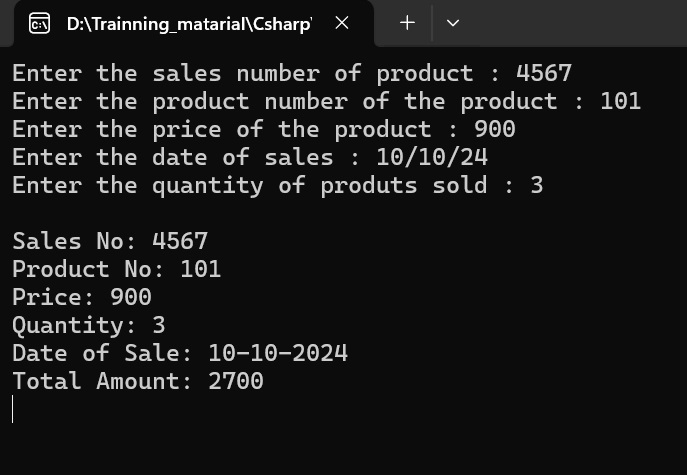 D:\Trainning_matarial\Csharp
Enter the sales number of product : 4567
Enter the product number of the product : 101
Enter the price of the product : 900
Enter the date of sales : 10/10/24
Enter the quantity of produts sold : 3
Sales No: 4567
Product No: 101
Price: 900
Quantity: 3
Date of Sale: 10-10-2024
Total Amount: 2700